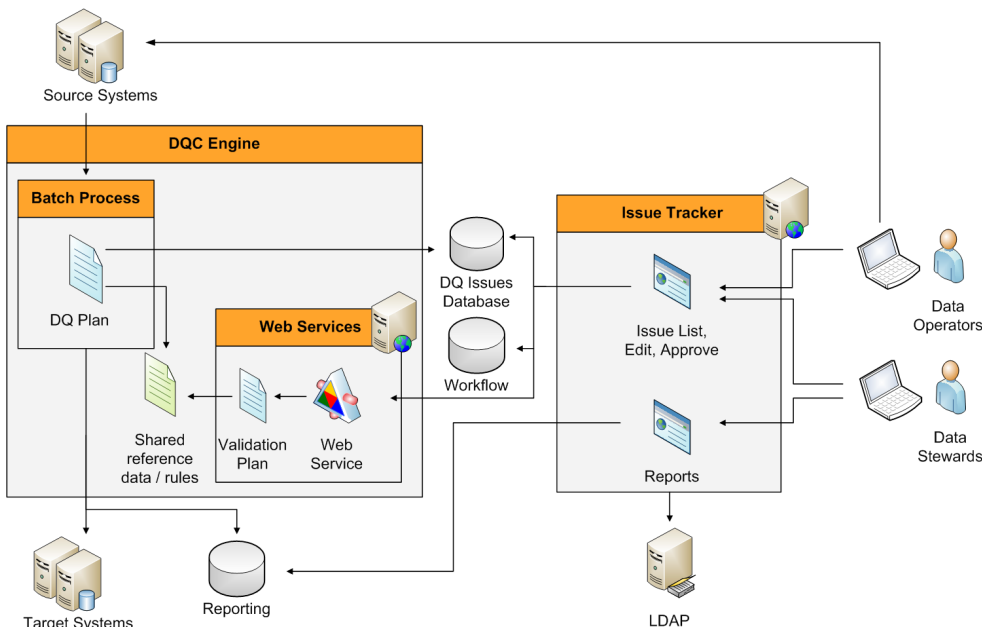 Source Systems
DQC Engine
Batch Process
DQ Plan
Web Services
Shared
reference
data / rules
Validation
Plan
Web
Service
DQ Issues
Database
Workflow
Issue Tracker
Issue List,
Edit, Approve
Reports
Data
Operators
Data
Stewards
Target Systems
Reporting
LDAP